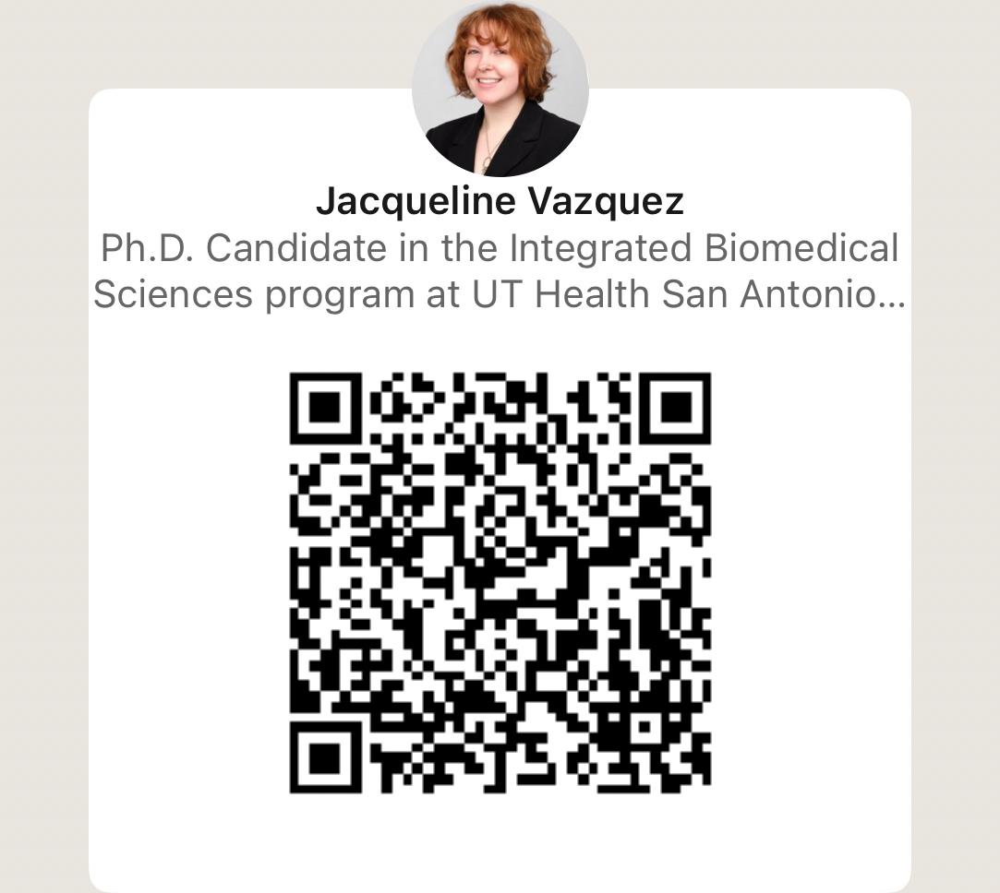 Jacqueline Vazquez
Ph.D. Candidate in the Integrated Biomedical
Sciences program at UT Health San Antonio...